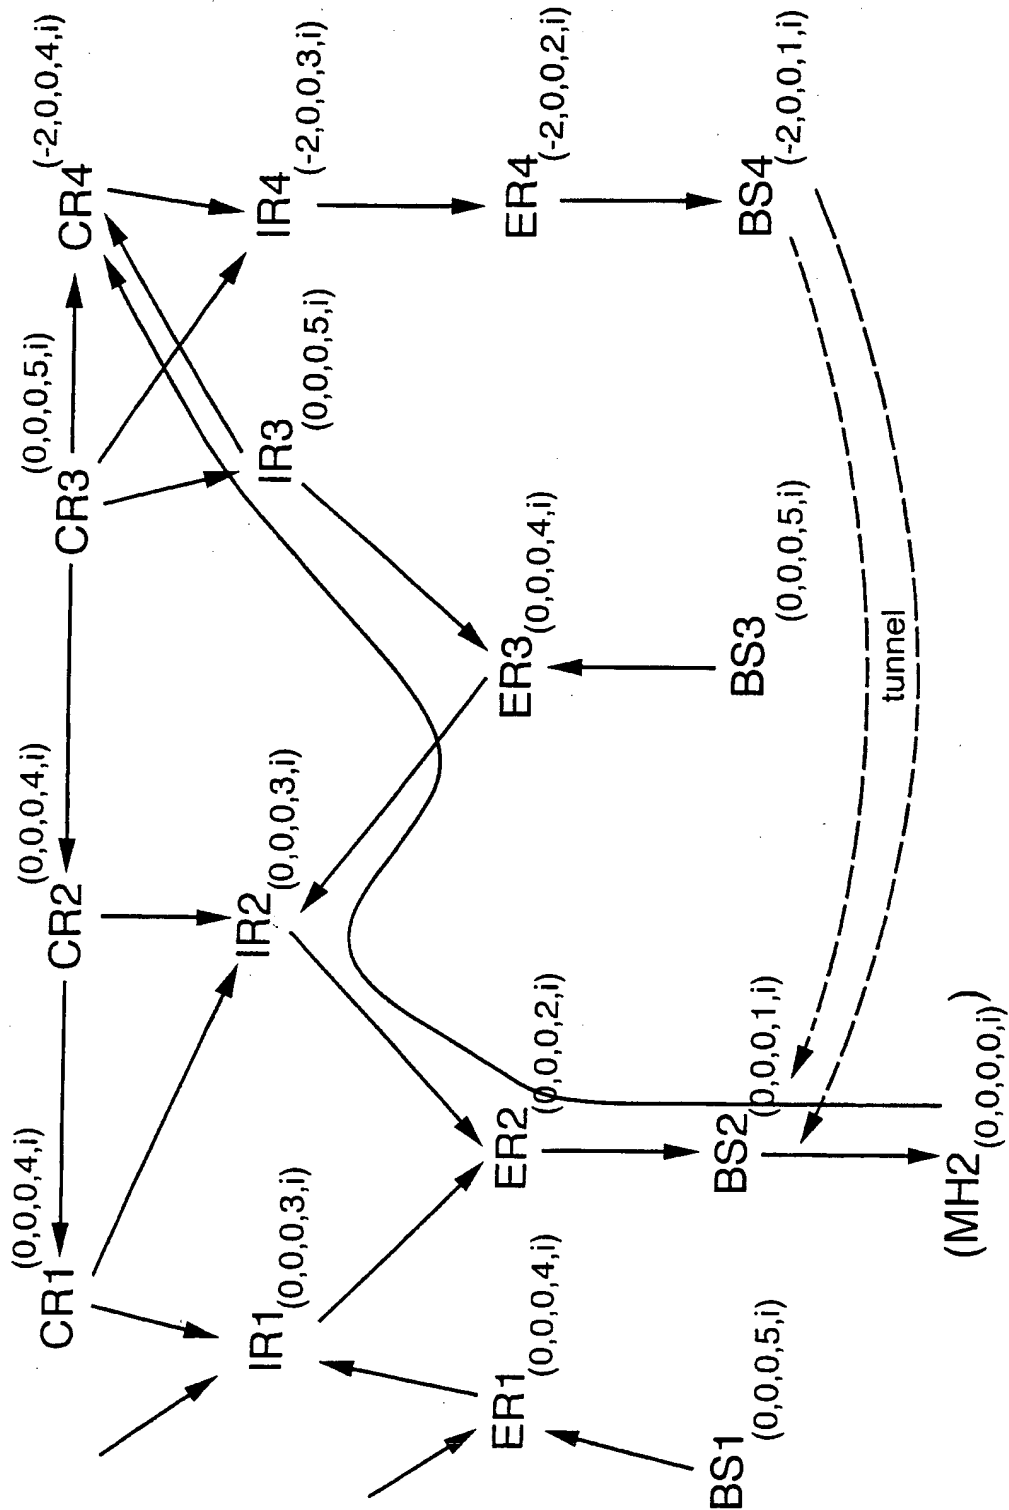 CR1 (0,0,0,4,i)
CR2 (0,0,0,4,i)
CR3 (0,0,0,5,i)
CR4 (-2,0,0,4,i)
IR1 (0,0,0,3,i)
IR2 (0,0,0,3,i)
IR3 (0,0,0,5,i)
IR4 (-2,0,0,3,i)
ER1 (0,0,0,4,i)
ER2 (0,0,0,2,i)
ER3 (0,0,0,4,i)
ER4 (-2,0,0,2,i)
BS1 (0,0,0,5,i)
BS2 (0,0,0,1,i)
BS3 (0,0,0,5,i)
BS4 (-2,0,0,1,i)
tunnel
(MH2 (0,0,0,0,i))